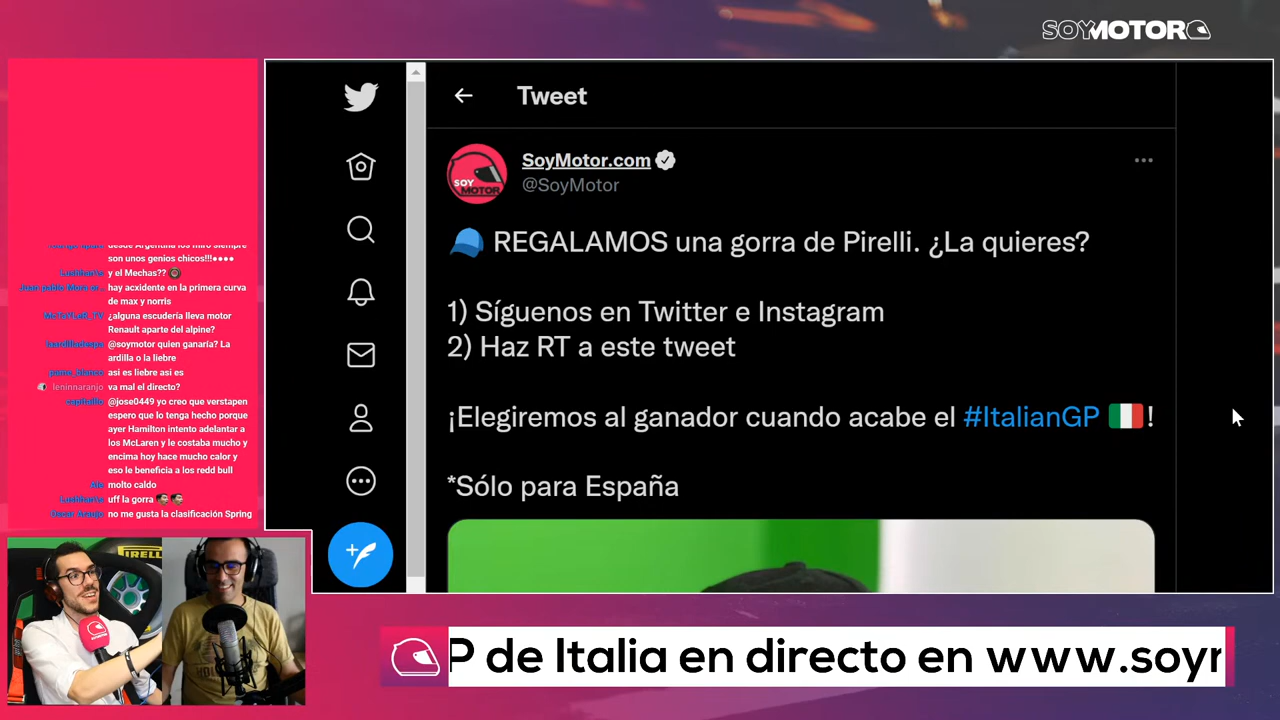 SOYMOTOR
Tweet
SoyMotor.com
@SoyMotor
SOY
MOTOR
REGALAMOS una gorra de Pirelli. ¿La quieres?
1) Síguenos en Twitter e Instagram
2) Haz RT a este tweet
¡Elegiremos al ganador cuando acabe el #ItalianGP 🇮🇹!
*Sólo para España
desde Argentina los miro siempre
son unos genios chicos!!!●●●●
y el Mechas??
hay acxidente en la primera curva
de max y norris
¿alguna escudería lleva motor
Renault aparte del alpine?
@soymotor quien ganaría? La
ardilla o la liebre
asi es liebre asi es
leninnaranjo va mal el directo?
@jose0449 yo creo que verstapen
espero que lo tenga hecho porque
ayer Hamilton intento adelantar a
los McLaren y le costaba mucho y
encima hoy hace mucho calor y
eso le beneficia a los redd bull
molto caldo
uff la gorra
Oscar Araujo no me gusta la clasificación Spring
PIRELLI
P de Italia en directo en www.soyr